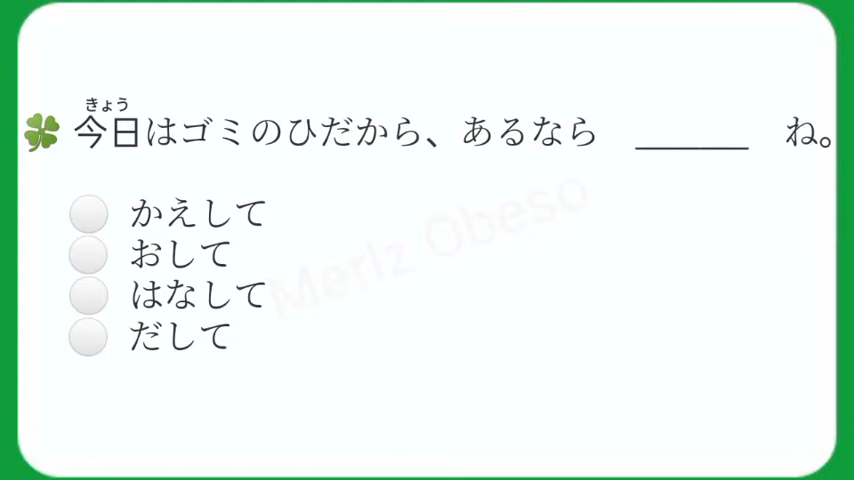 きょう
今日はゴミのひだから、あるなら ______ ね。
かえして
おして
はなして
だして
Merlz Obeso